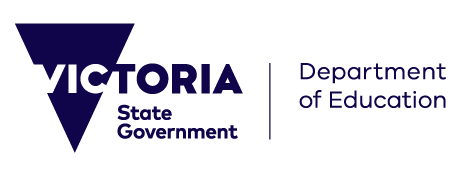 VICTORIA
State
Government
Department
of Education